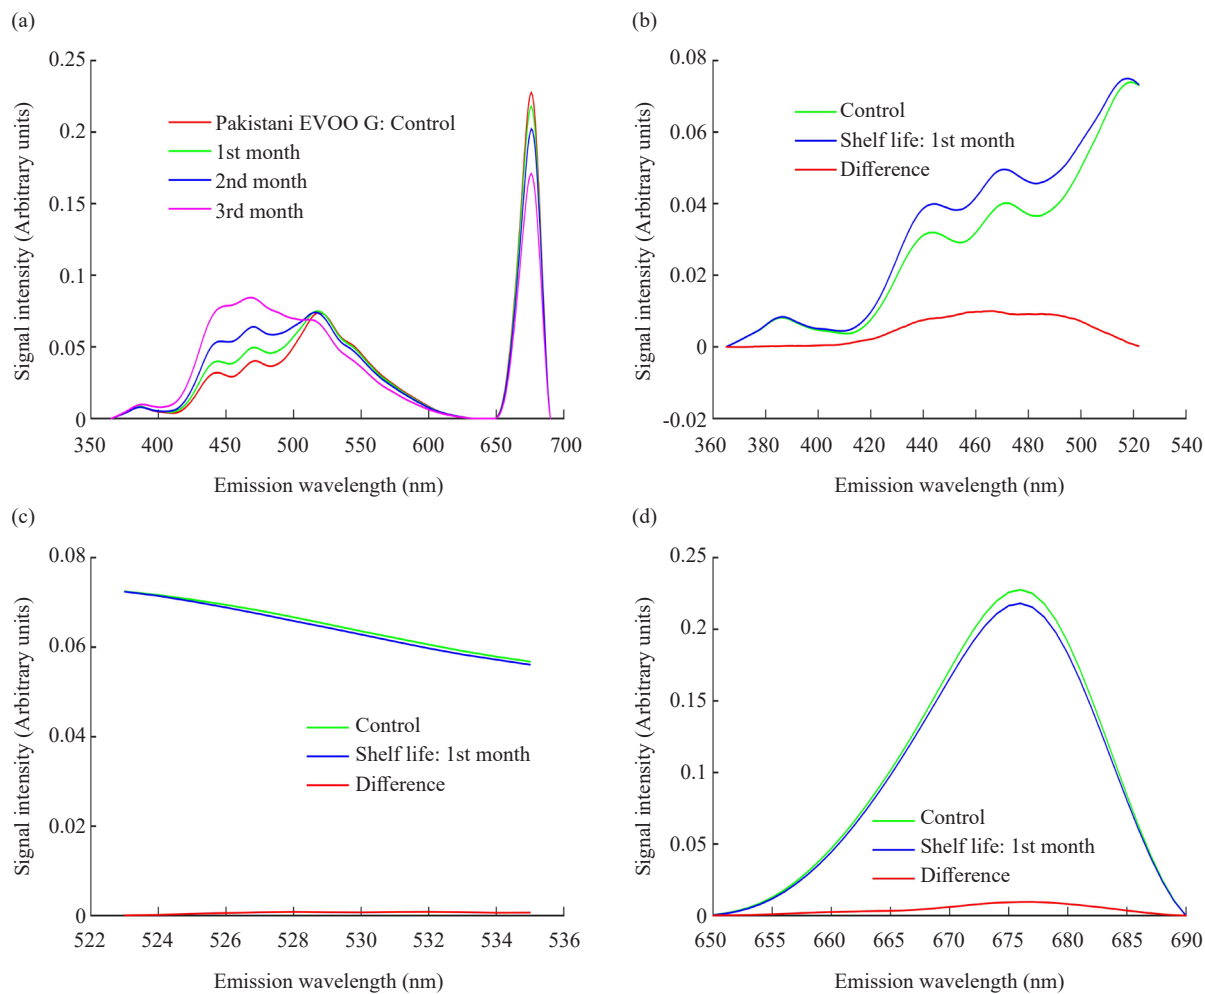 (a)
0.25
0.2
0.15
0.1
0.05
0
350 400 450 500 550 600 650 700
Signal intensity (Arbitrary units)
Emission wavelength (nm)
Pakistani EVOO G: Control
1st month
2nd month
3rd month
(b)
0.08
0.06
0.04
0.02
0
-0.02
360 380 400 420 440 460 480 500 520 540
Signal intensity (Arbitrary units)
Emission wavelength (nm)
Control
Shelf life: 1st month
Difference
(c)
0.08
0.06
0.04
0.02
0
522 524 526 528 530 532 534 536
Signal intensity (Arbitrary units)
Emission wavelength (nm)
Control
Shelf life: 1st month
Difference
(d)
0.25
0.2
0.15
0.1
0.05
0
650 655 660 665 670 675 680 685 690
Signal intensity (Arbitrary units)
Emission wavelength (nm)
Control
Shelf life: 1st month
Difference